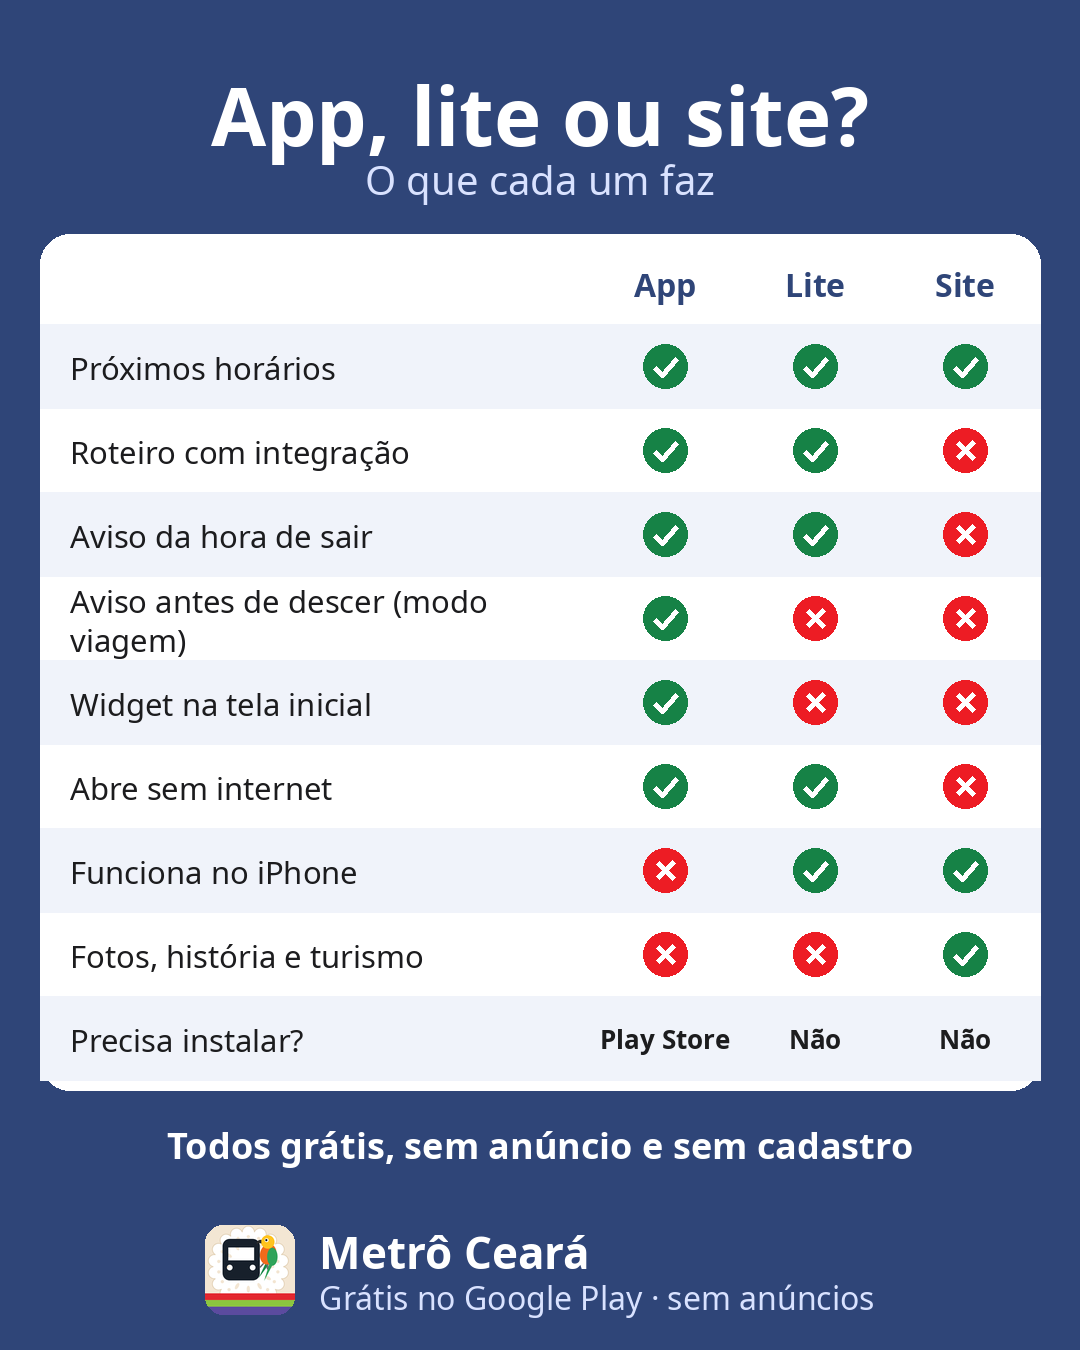 App, lite ou site?
O que cada um faz
App Lite Site
Próximos horários
Roteiro com integração
Aviso da hora de sair
Aviso antes de descer (modo
viagem)
Widget na tela inicial
Abre sem internet
Funciona no iPhone
Fotos, história e turismo
Precisa instalar? Play Store Não Não
Todos grátis, sem anúncio e sem cadastro
Metrô Ceará
Grátis no Google Play · sem anúncios